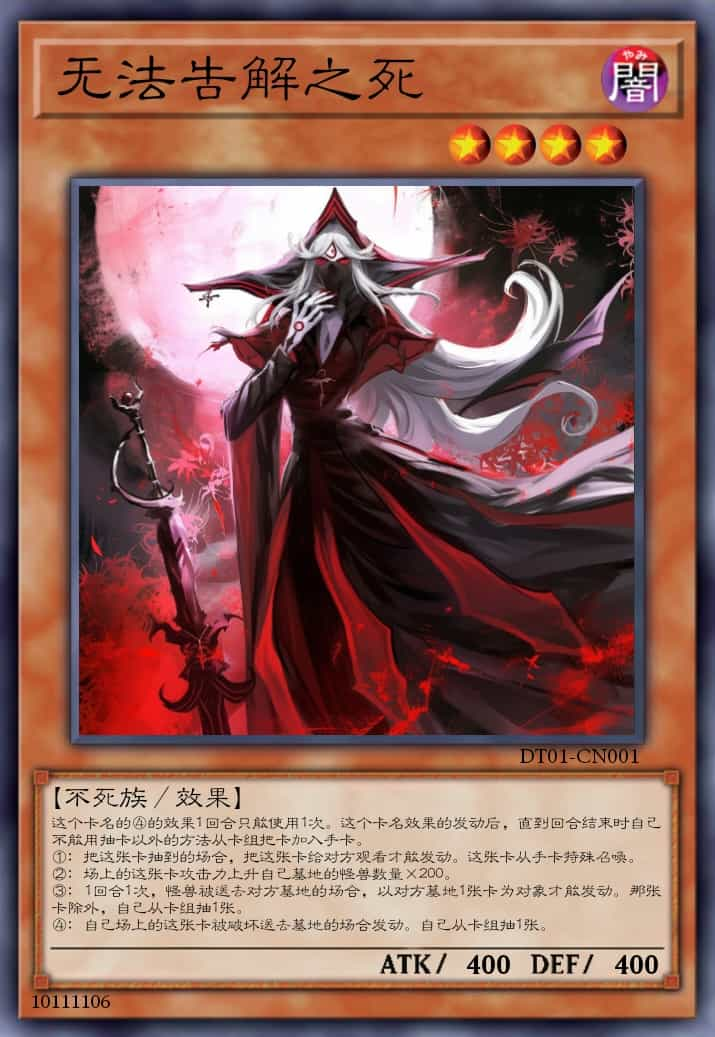 无法告解之死
やみ
闇
DT01-CN001
【不死族／效果】
这个卡名的④的效果1回合只能使用1次。这个卡名效果的发动后，直到回合结束时自己
不能用抽卡以外的方法从卡组把卡加入手卡。
①：把这张卡抽到的场合，把这张卡给对方观看才能发动。这张卡从手卡特殊召唤。
②：场上的这张卡攻击力上升自己墓地的怪兽数量×200。
③：1回合1次，怪兽被送去对方墓地的场合，以对方墓地1张卡为对象才能发动。那张
卡除外，自己从卡组抽1张。
④：自己场上的这张卡被破坏送去墓地的场合发动。自己从卡组抽1张。
ATK/ 400 DEF/ 400
10111106